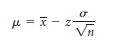 μ = x̄ − z σ/√n